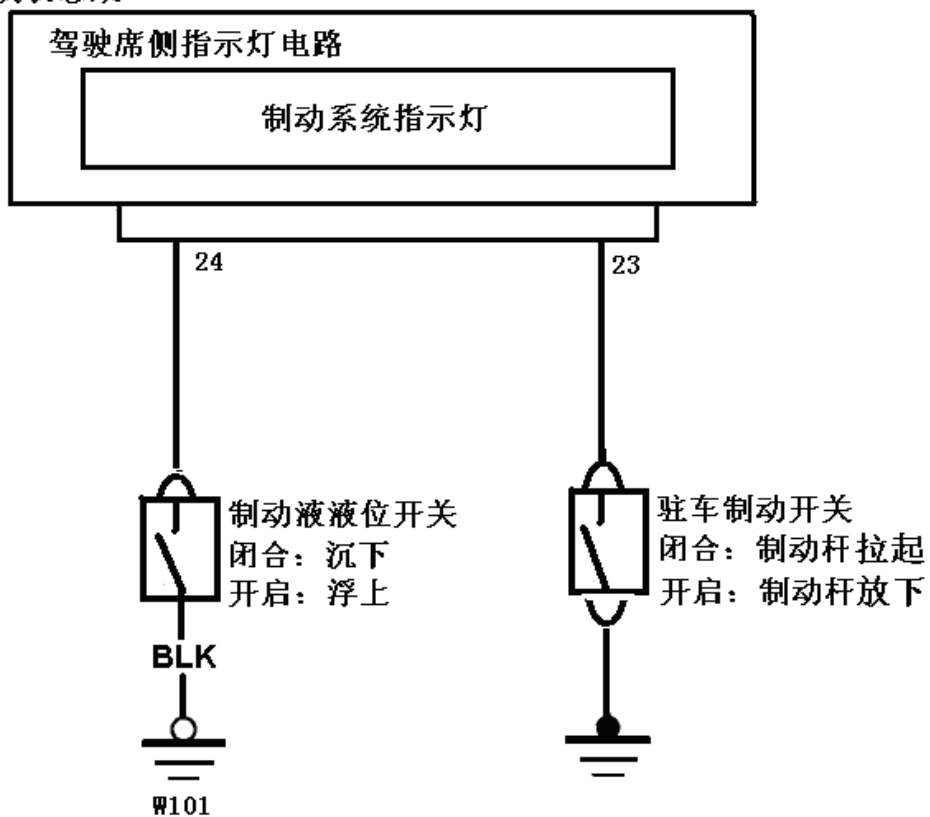 驾驶席侧指示灯电路
制动系统指示灯
24
23
制动液液位开关
闭合：沉下
开启：浮上
驻车制动开关
闭合：制动杆拉起
开启：制动杆放下
BLK
W101